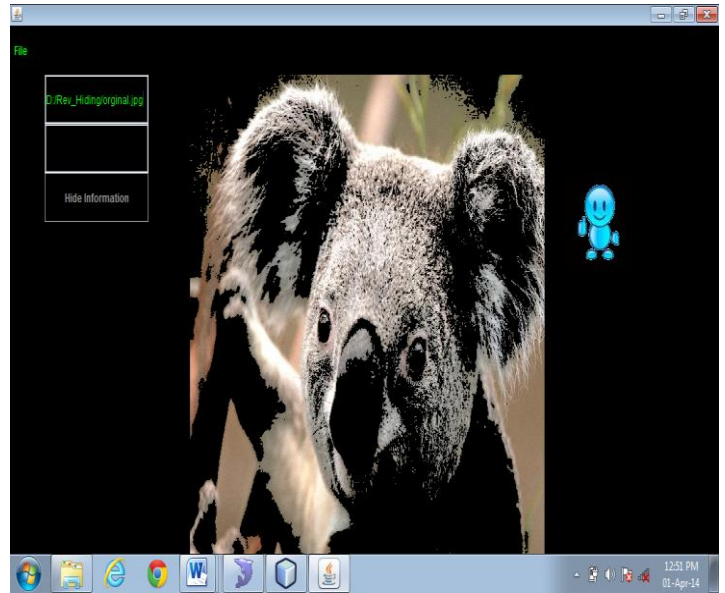 File
D:/Rev_Hiding/orginal.jpg
Hide Information
W
12:51 PM
01-Apr-14